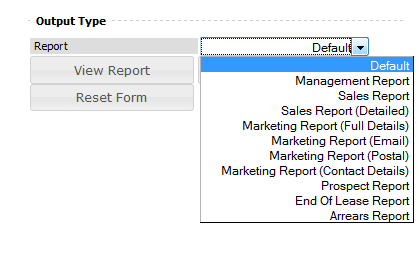 Output Type
Report
Default
View Report
Reset Form
Default
Management Report
Sales Report
Sales Report (Detailed)
Marketing Report (Full Details)
Marketing Report (Email)
Marketing Report (Postal)
Marketing Report (Contact Details)
Prospect Report
End Of Lease Report
Arrears Report